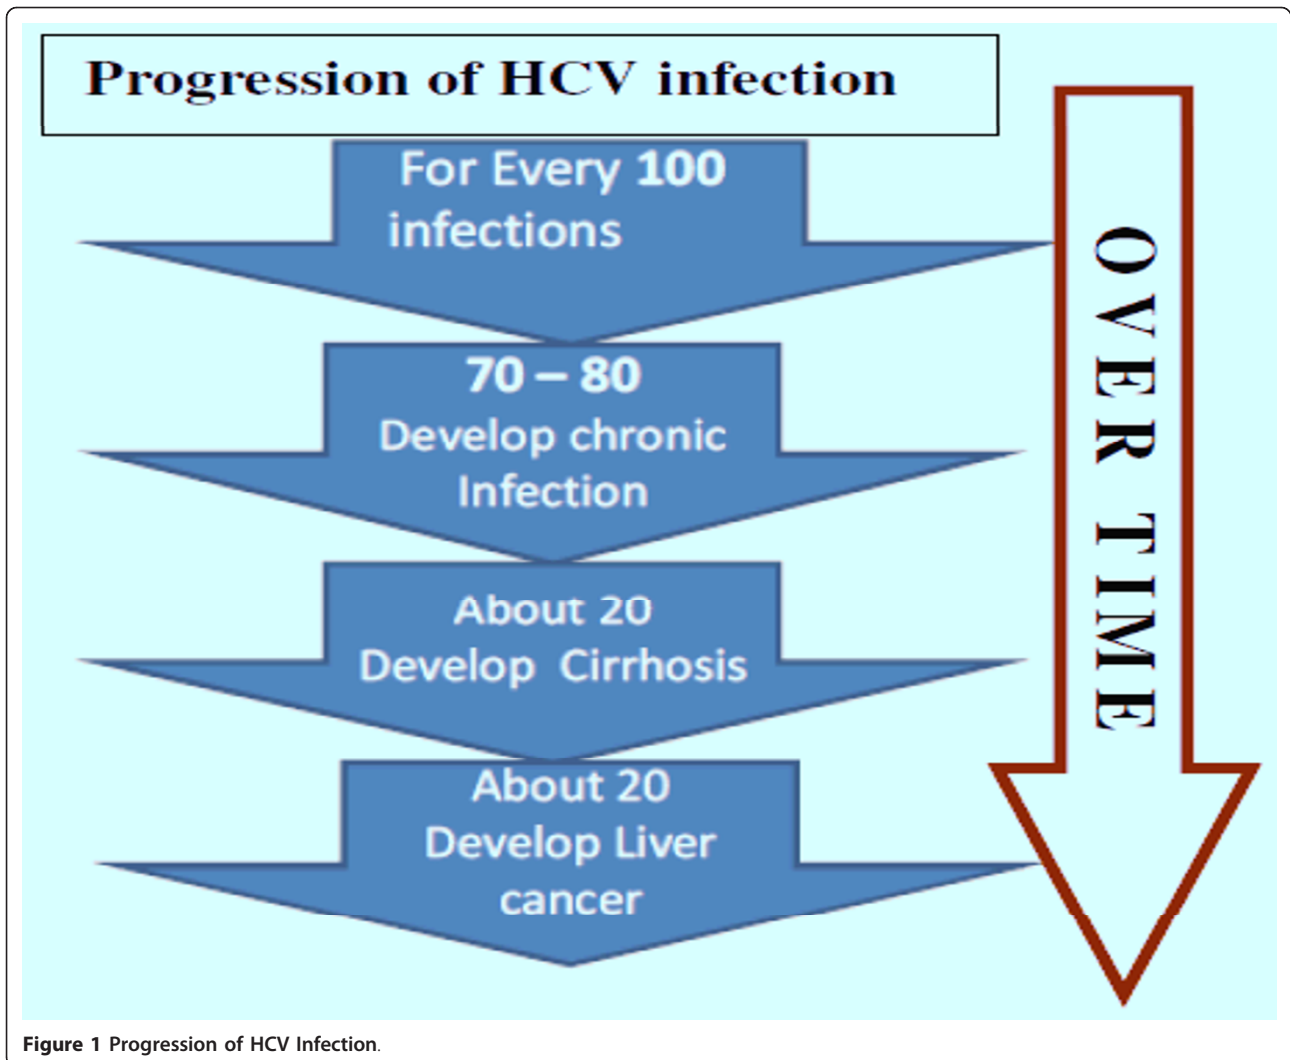 Progression of HCV infection
For Every 100
infections
70 – 80
Develop chronic
Infection
About 20
Develop Cirrhosis
About 20
Develop Liver
cancer
OVER TIME
Figure 1 Progression of HCV Infection.